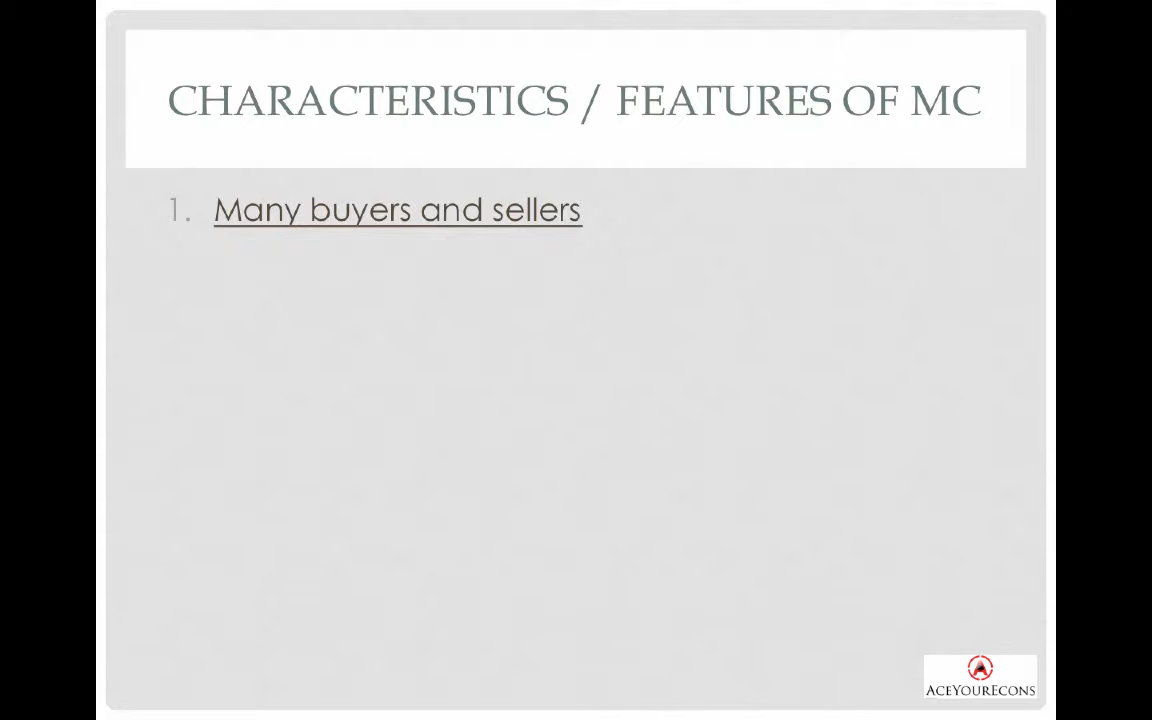 CHARACTERISTICS / FEATURES OF MC
1. Many buyers and sellers
ACEYOURECONS